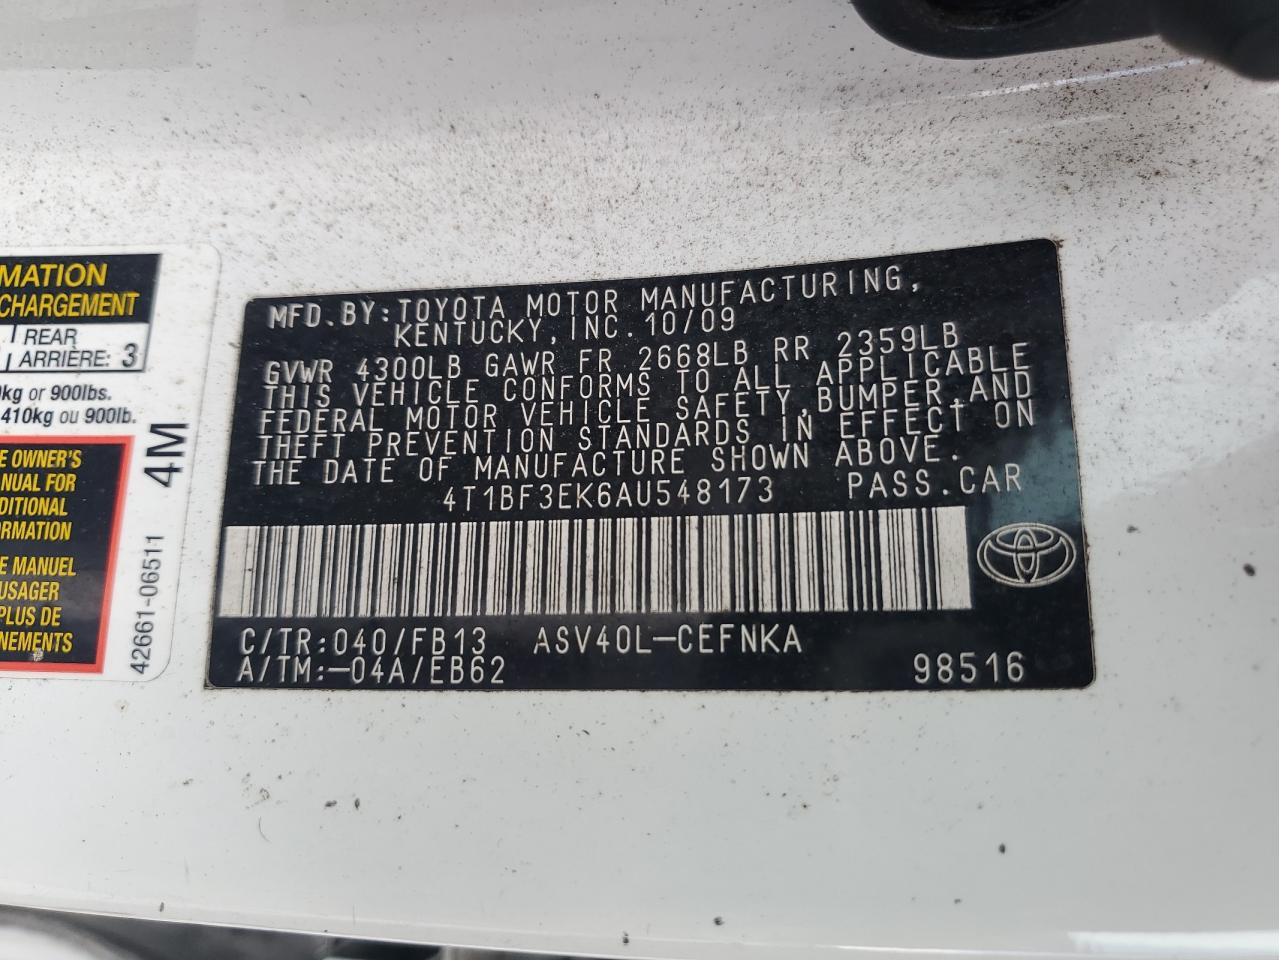 MATION
CHARGEMENT
REAR
ARRIÈRE: 3
kg or 900lbs.
410kg ou 900lb.
E OWNER'S
NUAL FOR
DITIONAL
ORMATION
E MANUEL
USAGER
PLUS DE
NEMENTS
4M
42661-06511
MFD.BY:TOYOTA MOTOR MANUFACTURING,
KENTUCKY,INC.10/09
GVWR 4300LB GAWR FR 2668LB RR 2359LB
THIS VEHICLE CONFORMS TO ALL APPLICABLE
FEDERAL MOTOR VEHICLE SAFETY,BUMPER,AND
THEFT PREVENTION STANDARDS IN EFFECT ON
THE DATE OF MANUFACTURE SHOWN ABOVE.
4T1BF3EK6AU548173 PASS.CAR
C/TR:040/FB13 ASV40L-CEFNKA
A/TM:-04A/EB62 98516